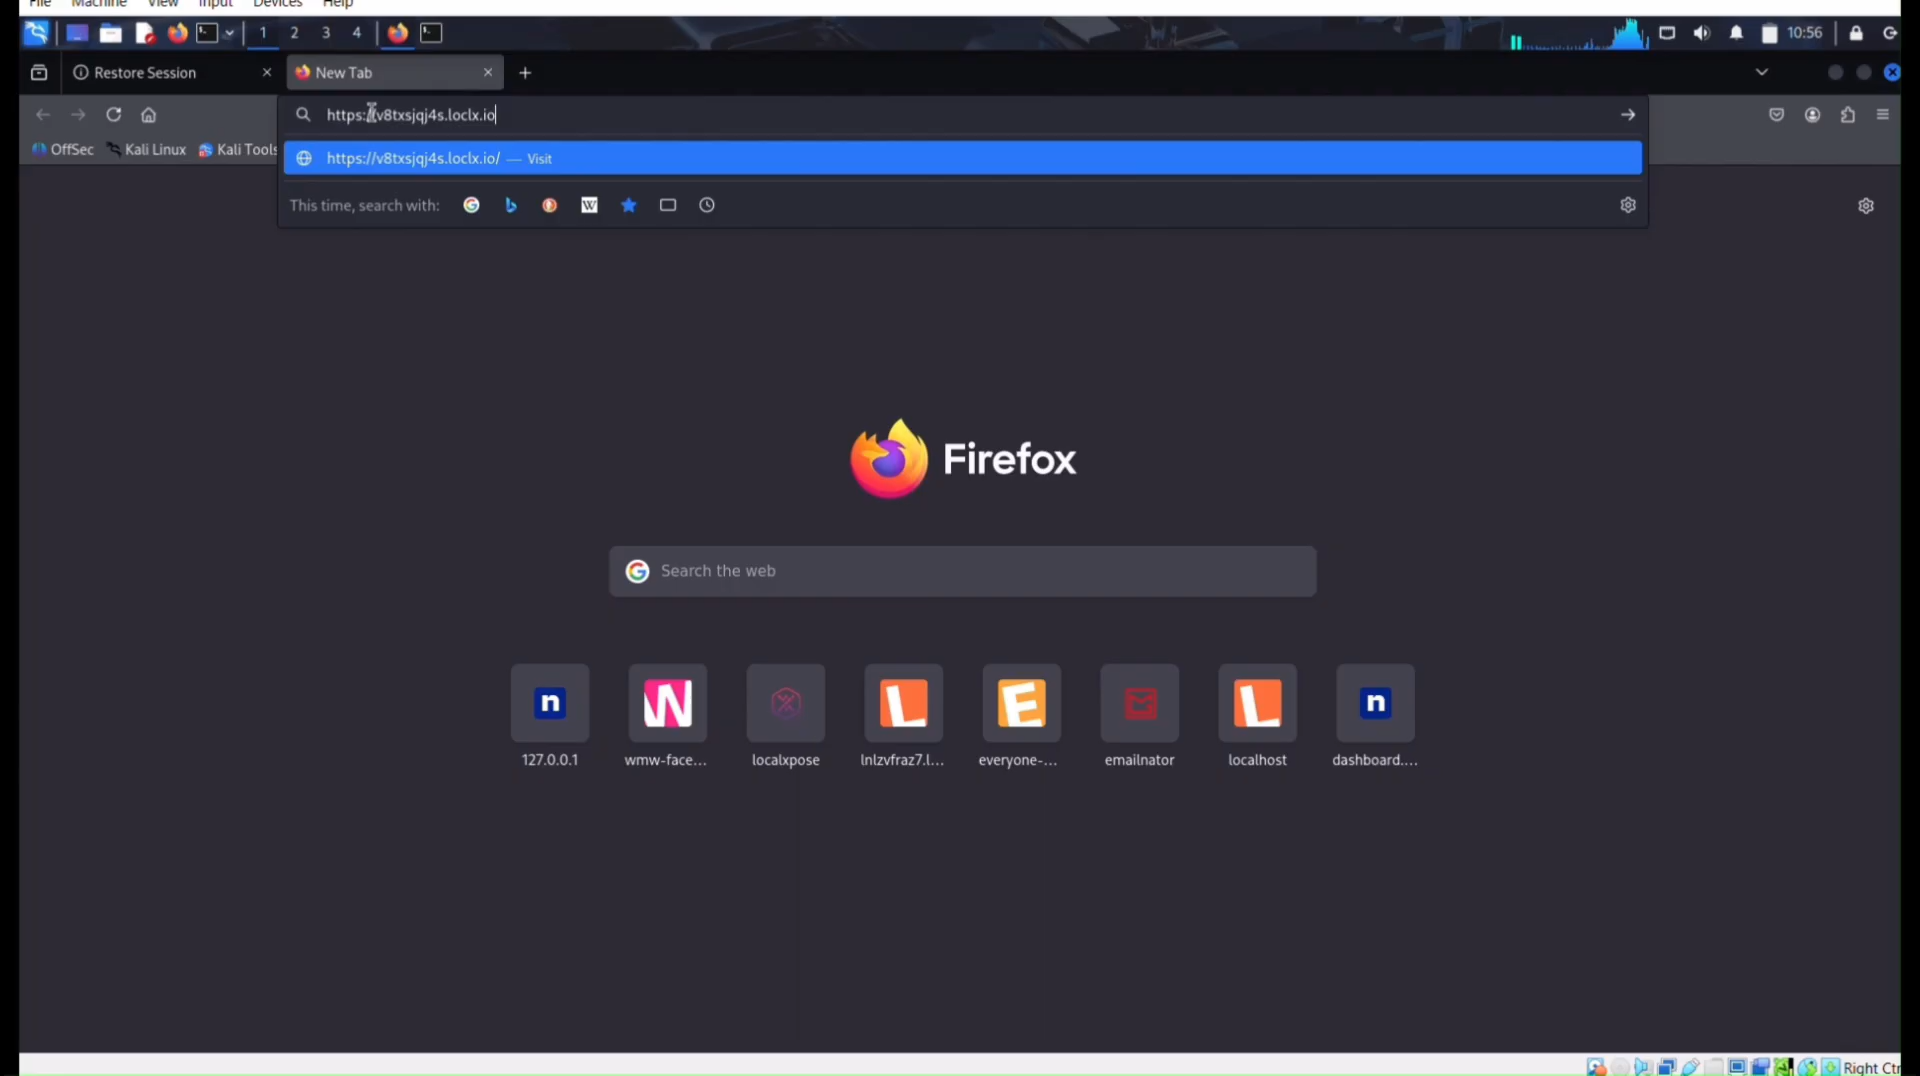 File Machine View Input Devices Help
1 2 3 4 10:56
Restore Session New Tab
https://v8txsjqj4s.loclx.io
OffSec Kali Linux Kali Tools
https://v8txsjqj4s.loclx.io/ — Visit
This time, search with:
Firefox
Search the web
127.0.0.1 wmw-face... localxpose lnlzvfraz7.l... everyone-... emailnator localhost dashboard....
Right Ctr